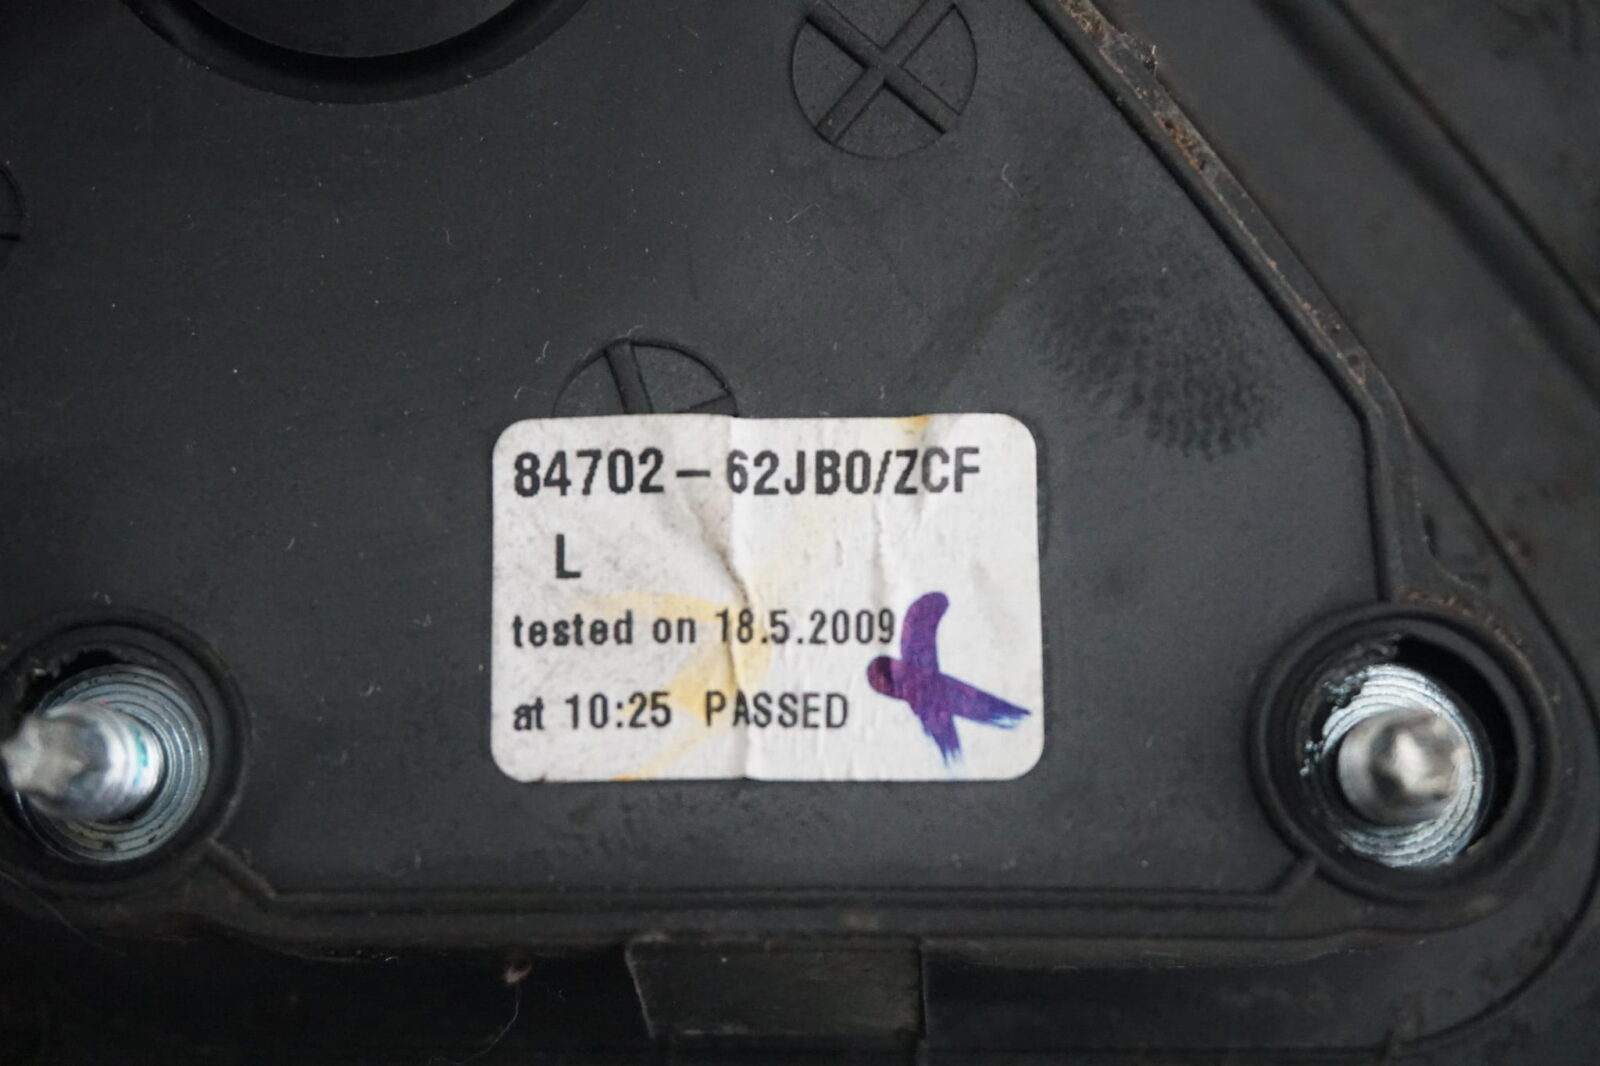 84702-62JB0/ZCF
L
tested on 18.5.2009
at 10:25 PASSED